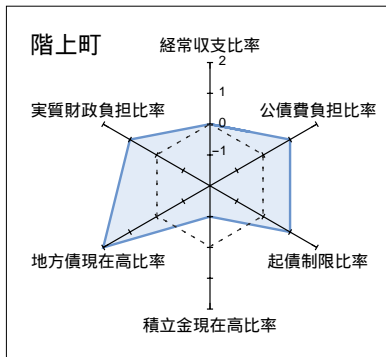 階上町
経常収支比率
2
1
0
−1
公債費負担比率
起債制限比率
積立金現在高比率
地方債現在高比率
実質財政負担比率